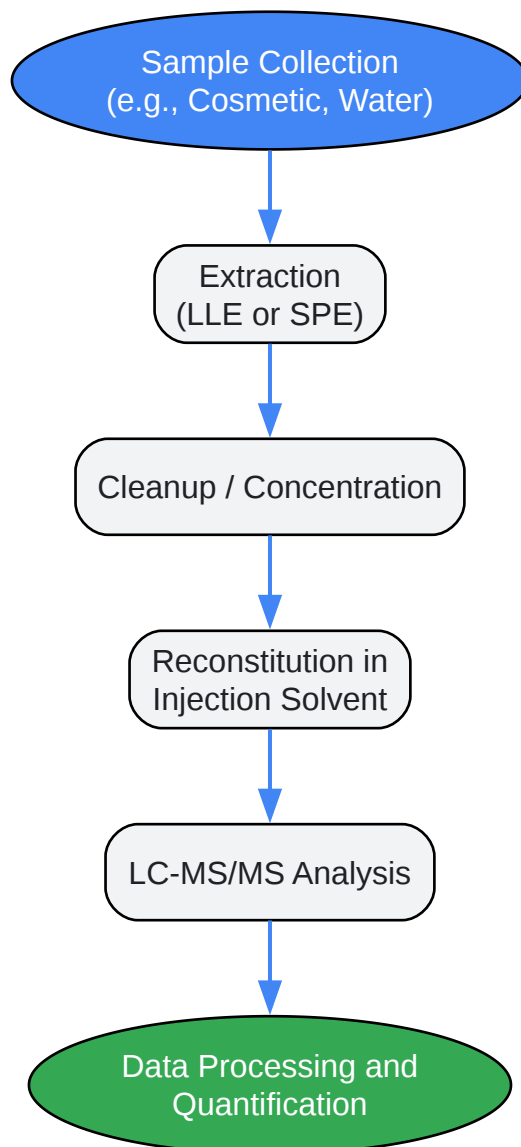 Sample Collection
(e.g., Cosmetic, Water)
Extraction
(LLE or SPE)
Cleanup / Concentration
Reconstitution in
Injection Solvent
LC-MS/MS Analysis
Data Processing and
Quantification